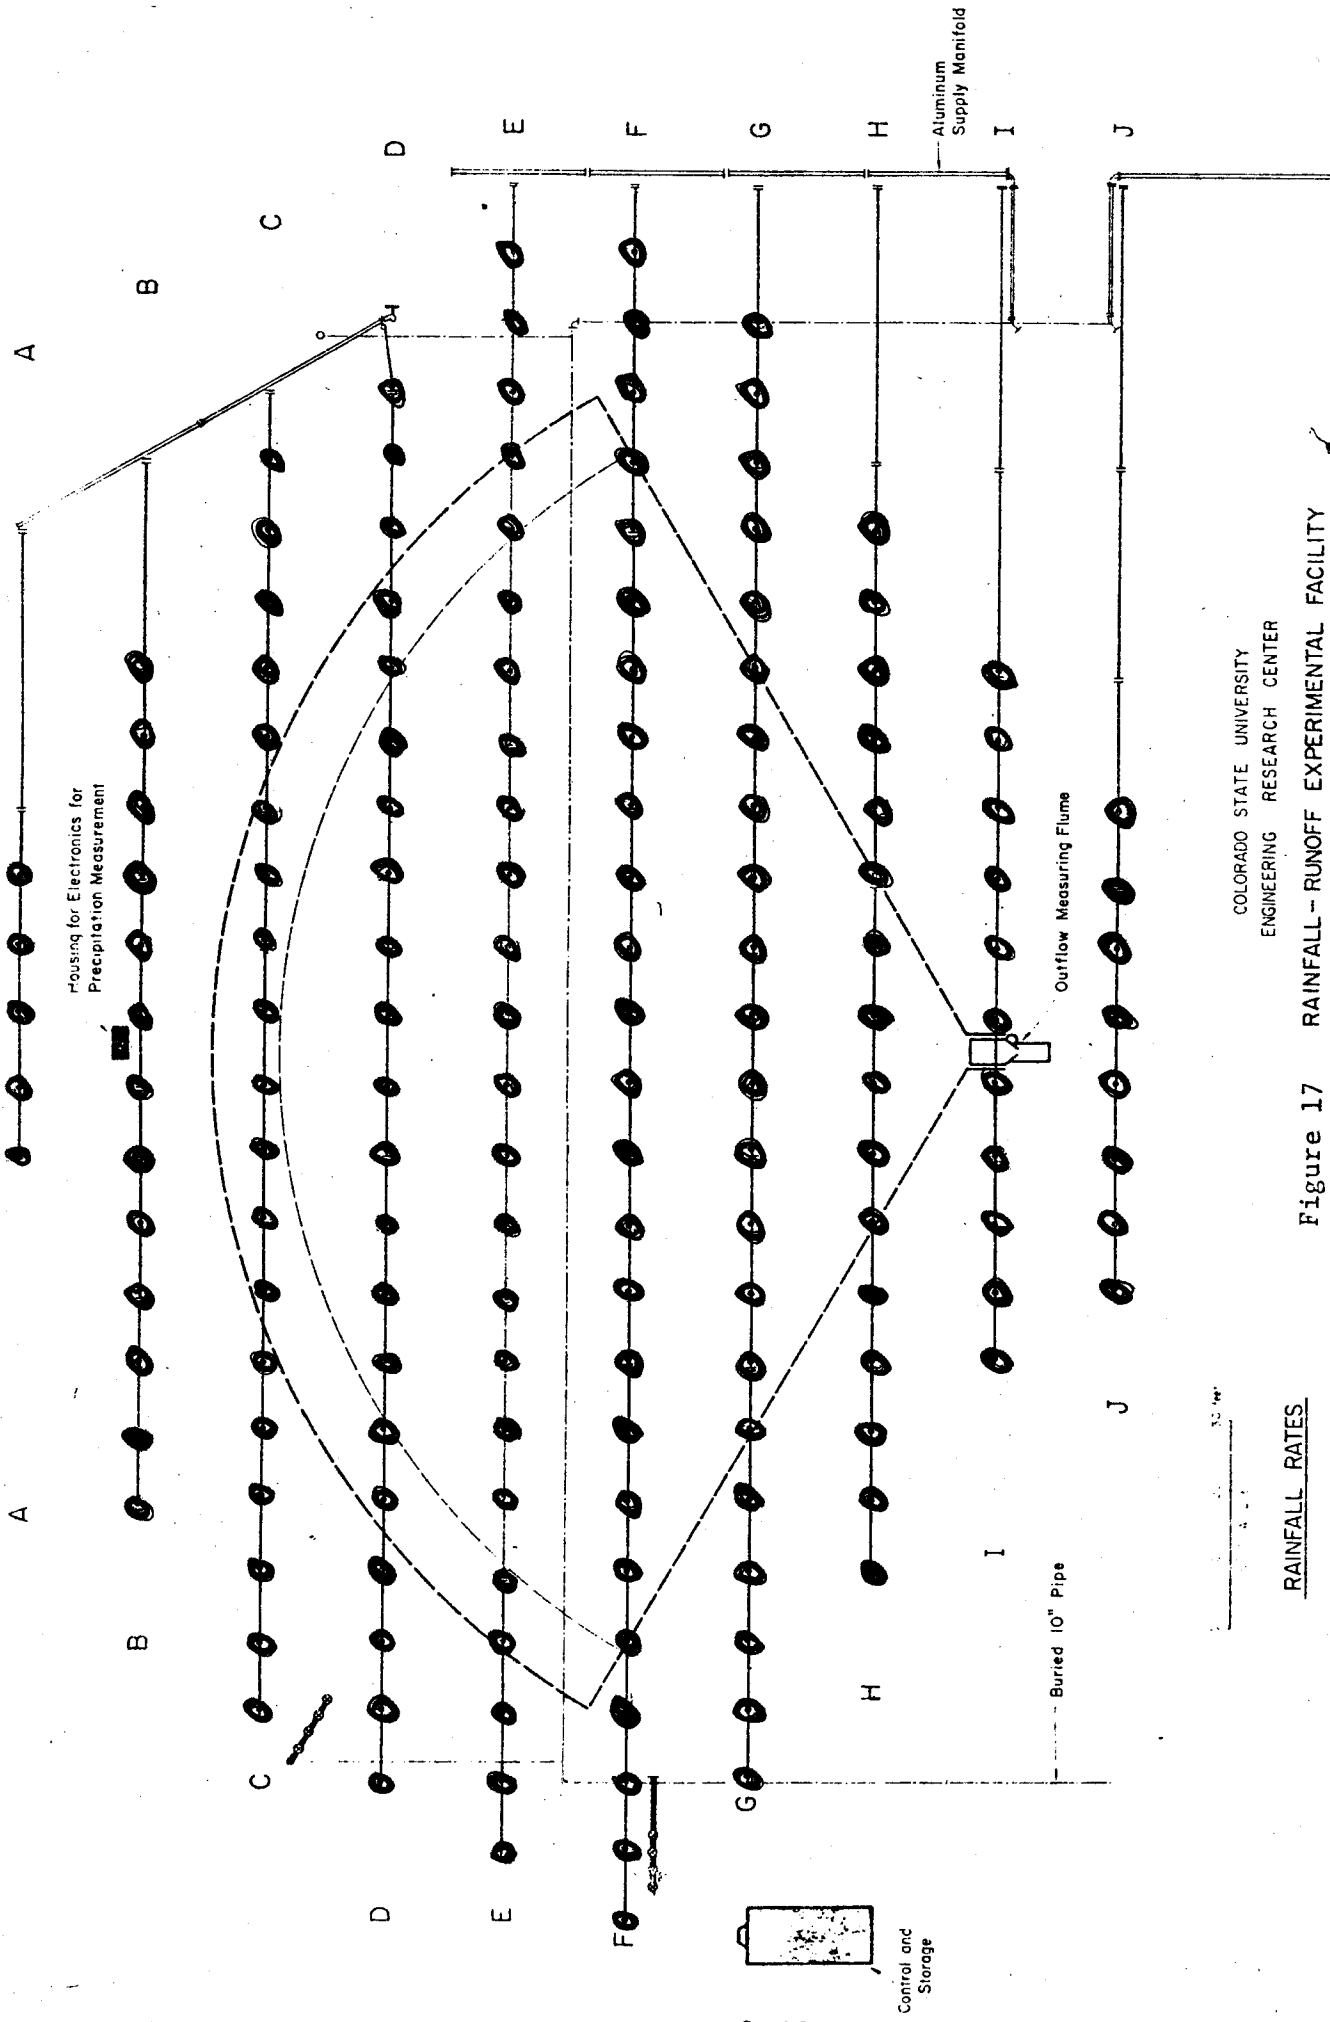 A
B
C
D
E
F
G
H
I
J
Aluminum
Supply Manifold
Housing for Electronics for
Precipitation Measurement
Outflow Measuring Flume
A
B
C
D
E
F
G
H
I
J
Buried 10" Pipe
Control and
Storage
COLORADO STATE UNIVERSITY
ENGINEERING RESEARCH CENTER
Figure 17 RAINFALL-RUNOFF EXPERIMENTAL FACILITY
RAINFALL RATES